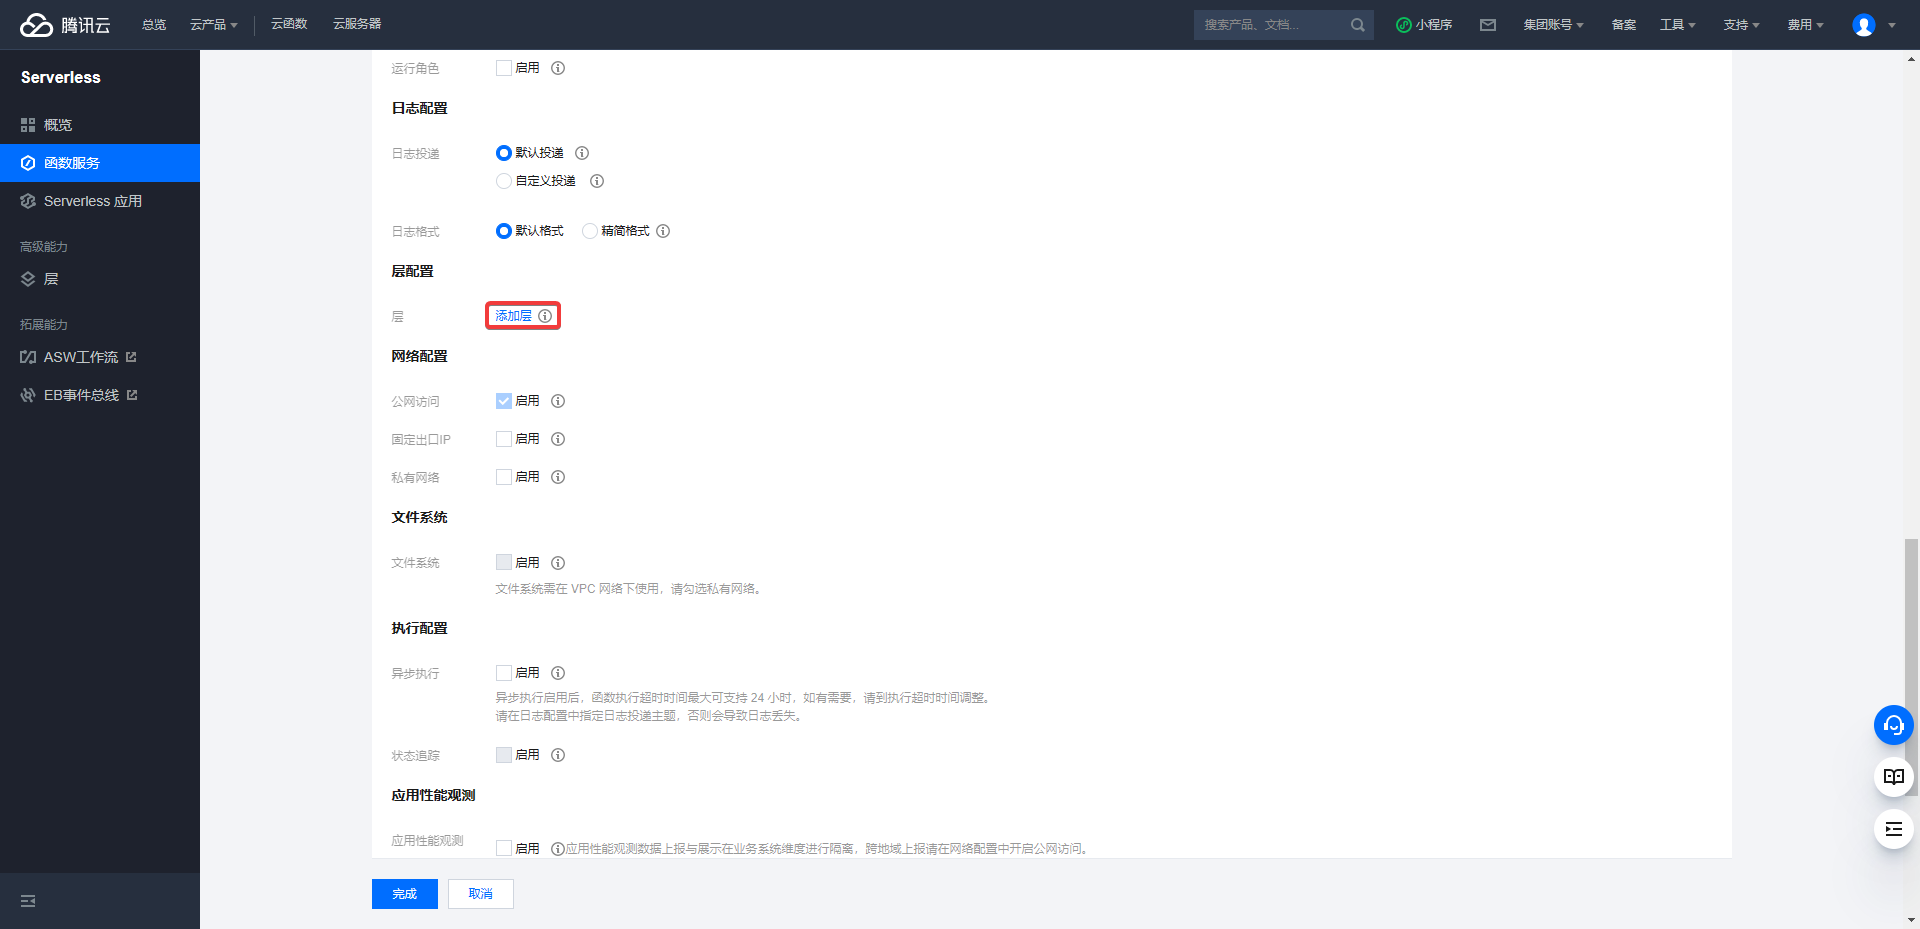 腾讯云 总览 云产品 云函数 云服务器 搜索产品、文档... 小程序 集团账号 备案 工具 支持 费用
Serverless
概览
函数服务
Serverless 应用
高级能力
层
拓展能力
ASW工作流
EB事件总线
运行角色 启用
日志配置
日志投递 默认投递
自定义投递
日志格式 默认格式 精简格式
层配置
层 添加层
网络配置
公网访问 启用
固定出口IP 启用
私有网络 启用
文件系统
文件系统 启用
文件系统需在 VPC 网络下使用，请勾选私有网络。
执行配置
异步执行 启用
异步执行启用后，函数执行超时时间最大可支持 24 小时，如有需要，请到执行超时时间调整。
请在日志配置中指定日志投递主题，否则会导致日志丢失。
状态追踪 启用
应用性能观测
应用性能观测 启用 应用性能观测数据上报与展示在业务系统维度进行隔离，跨地域上报请在网络配置中开启公网访问。
完成 取消